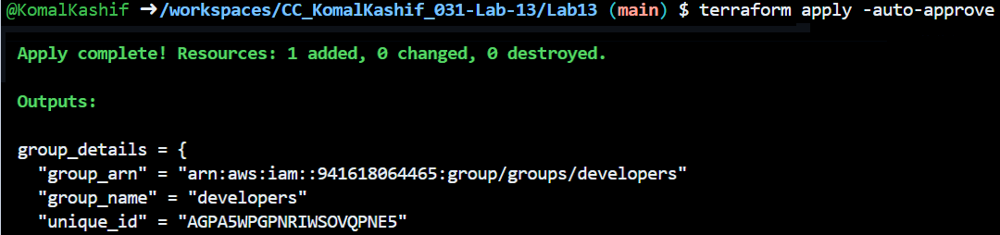 @KomalKashif ➜/workspaces/CC_KomalKashif_031-Lab-13/Lab13 (main) $ terraform apply -auto-approve
Apply complete! Resources: 1 added, 0 changed, 0 destroyed.
Outputs:
group_details = {
"group_arn" = "arn:aws:iam::941618064465:group/groups/developers"
"group_name" = "developers"
"unique_id" = "AGPA5WPGPNRIWSOVQPNE5"